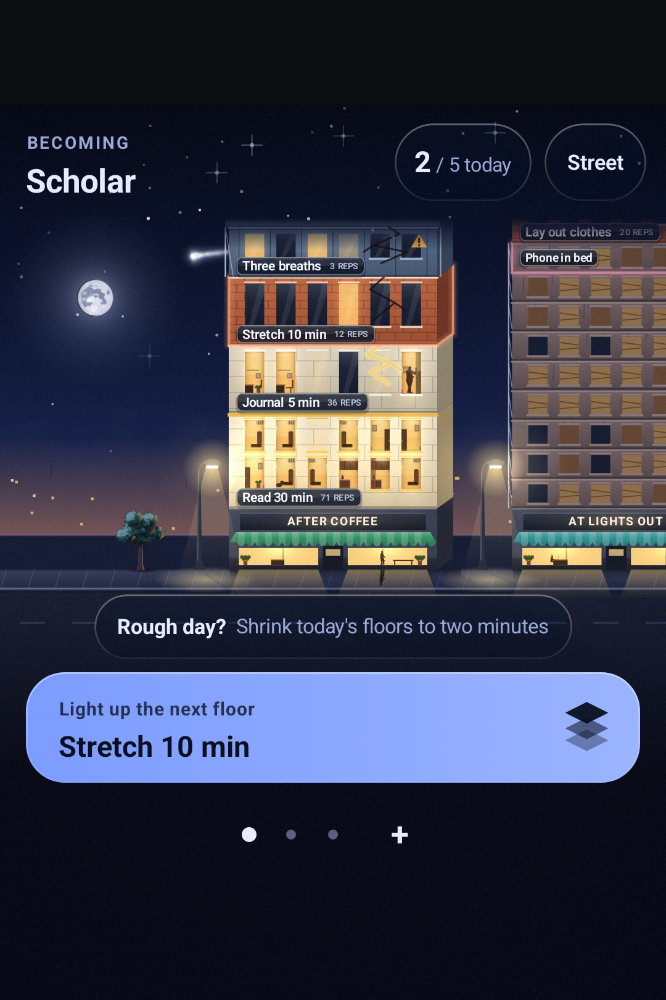 BECOMING
Scholar
2 / 5 today
Street
Three breaths 3 REPS
Stretch 10 min 12 REPS
Journal 5 min 36 REPS
Read 30 min 71 REPS
AFTER COFFEE
Lay out clothes 20 REPS
Phone in bed
AT LIGHTS OUT
Rough day? Shrink today's floors to two minutes
Light up the next floor
Stretch 10 min
+